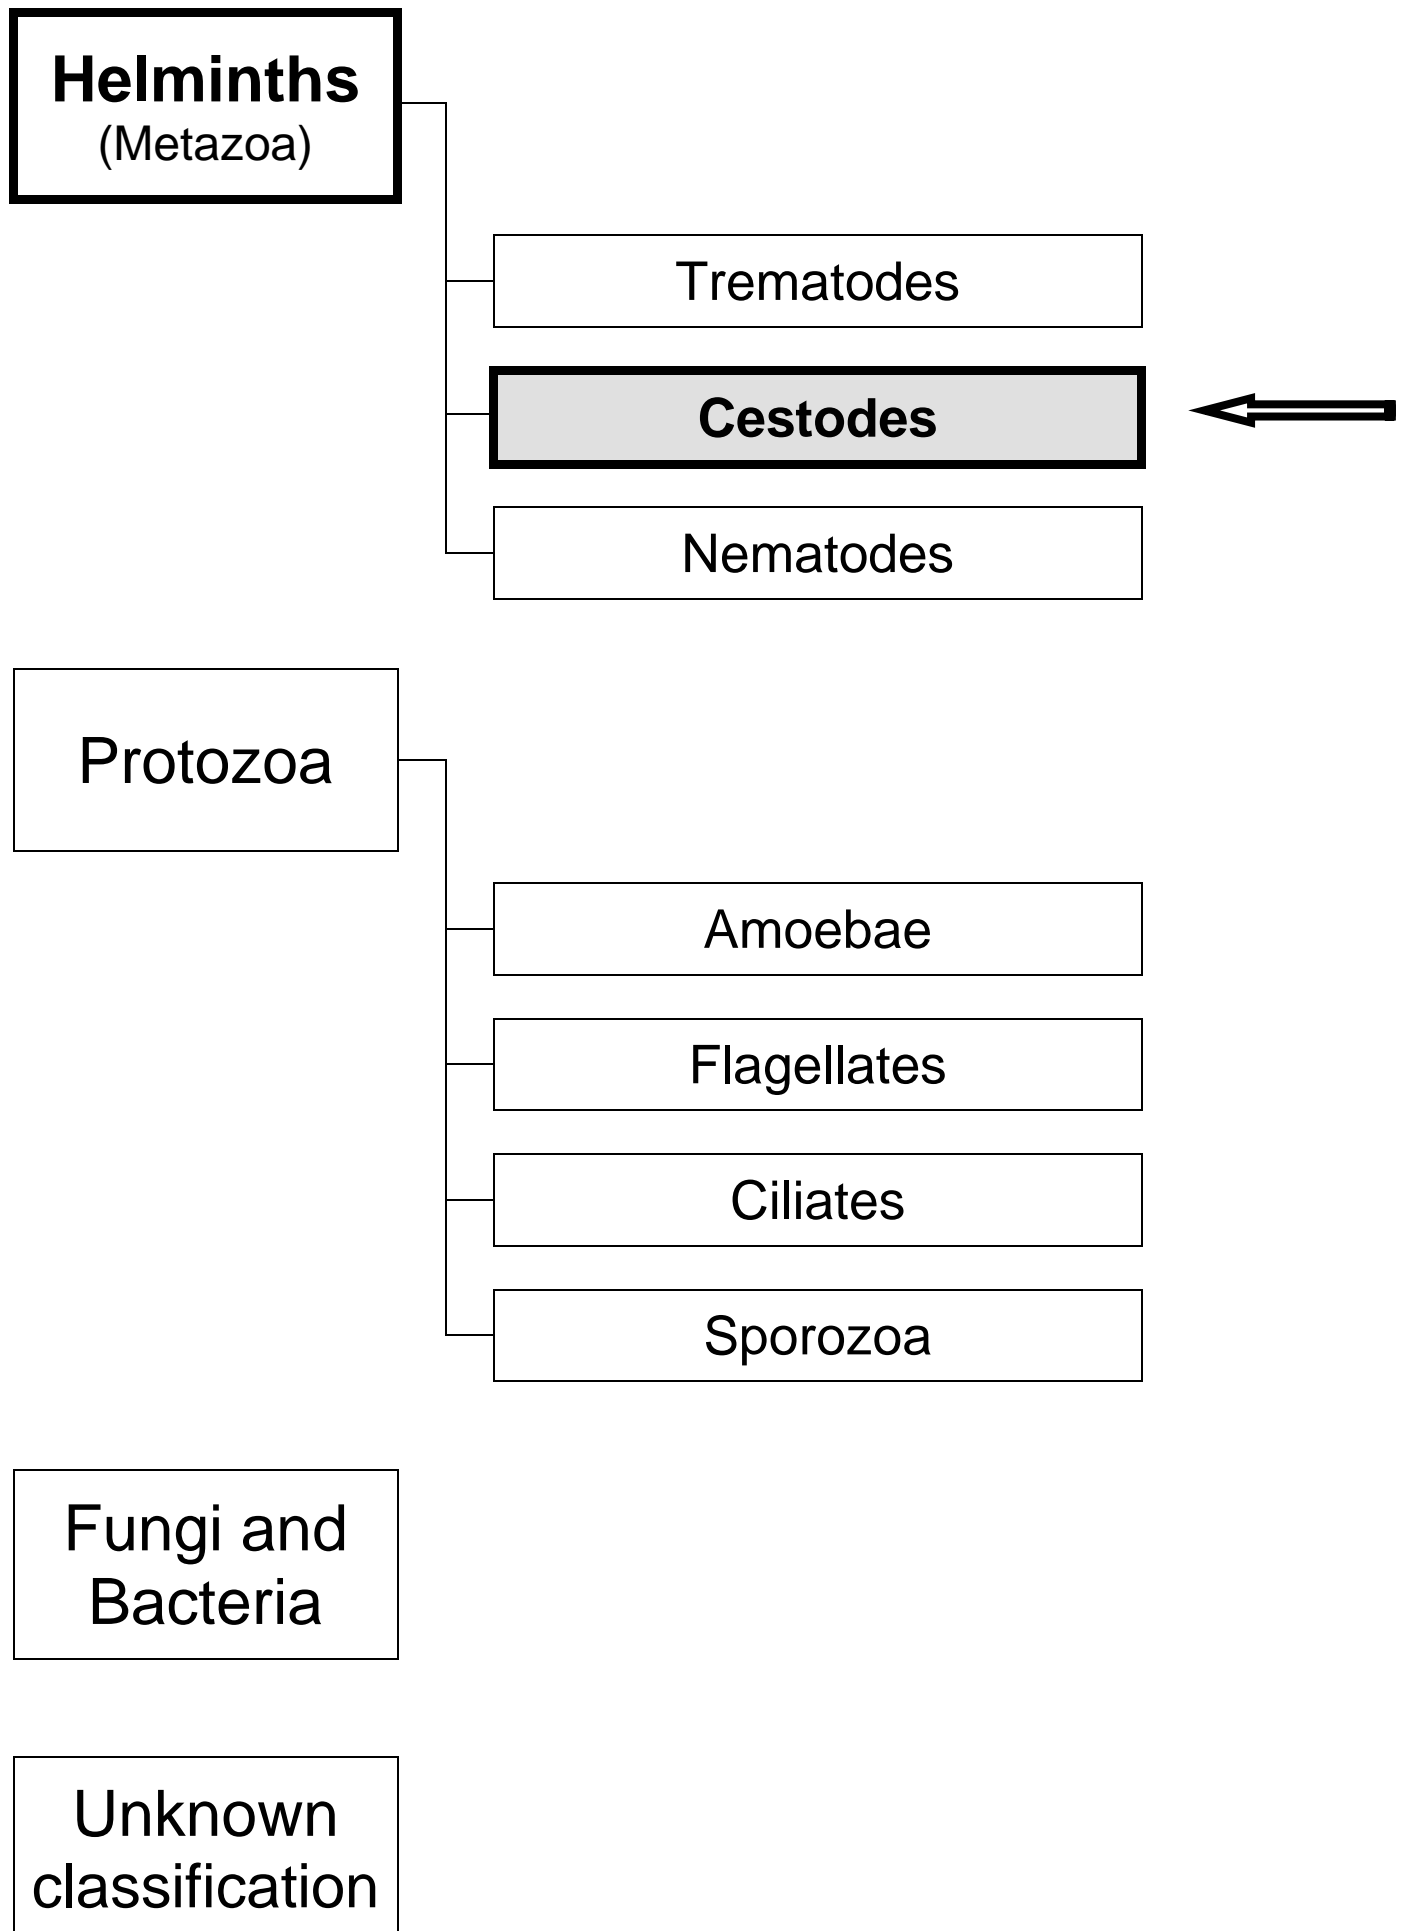 Helminths
(Metazoa)
Trematodes
Cestodes
Nematodes
Protozoa
Amoebae
Flagellates
Ciliates
Sporozoa
Fungi and
Bacteria
Unknown
classification